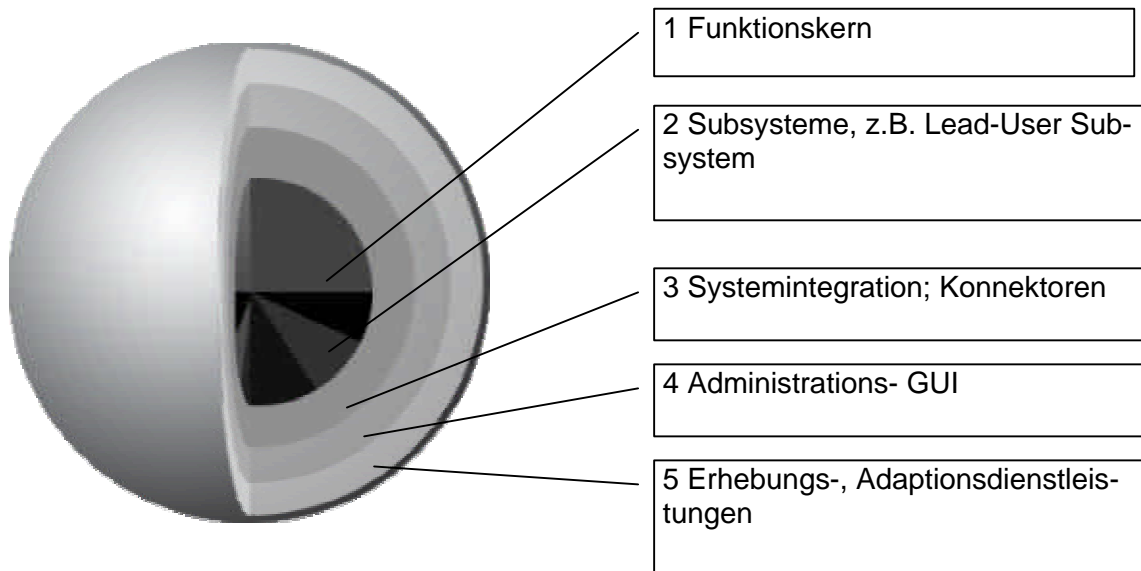 1 Funktionskern
2 Subsysteme, z.B. Lead-User Sub-
system
3 Systemintegration; Konnektoren
4 Administrations- GUI
5 Erhebungs-, Adaptionsdienstleis-
tungen